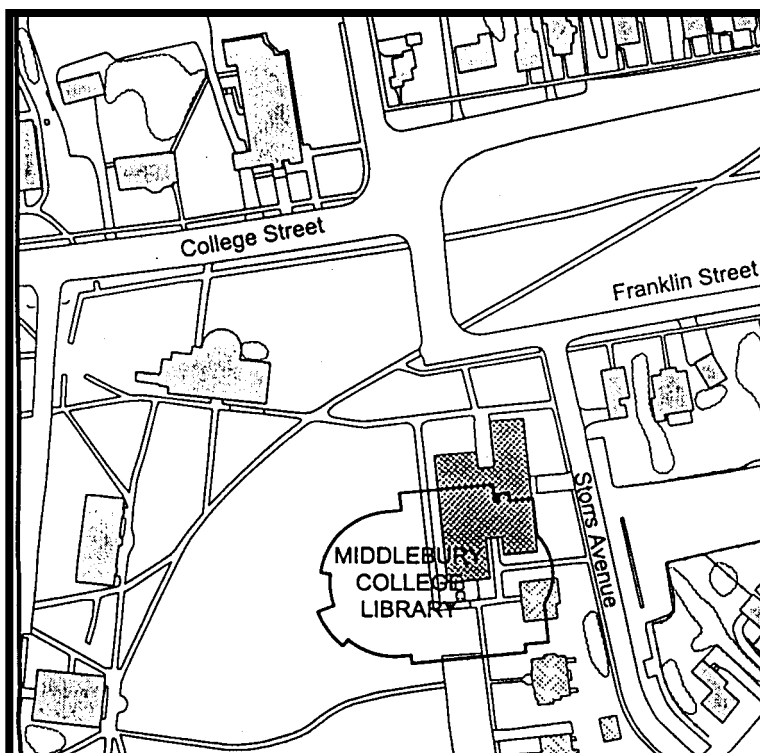 College Street
Franklin Street
Storrs Avenue
MIDDLEBURY
COLLEGE
LIBRARY